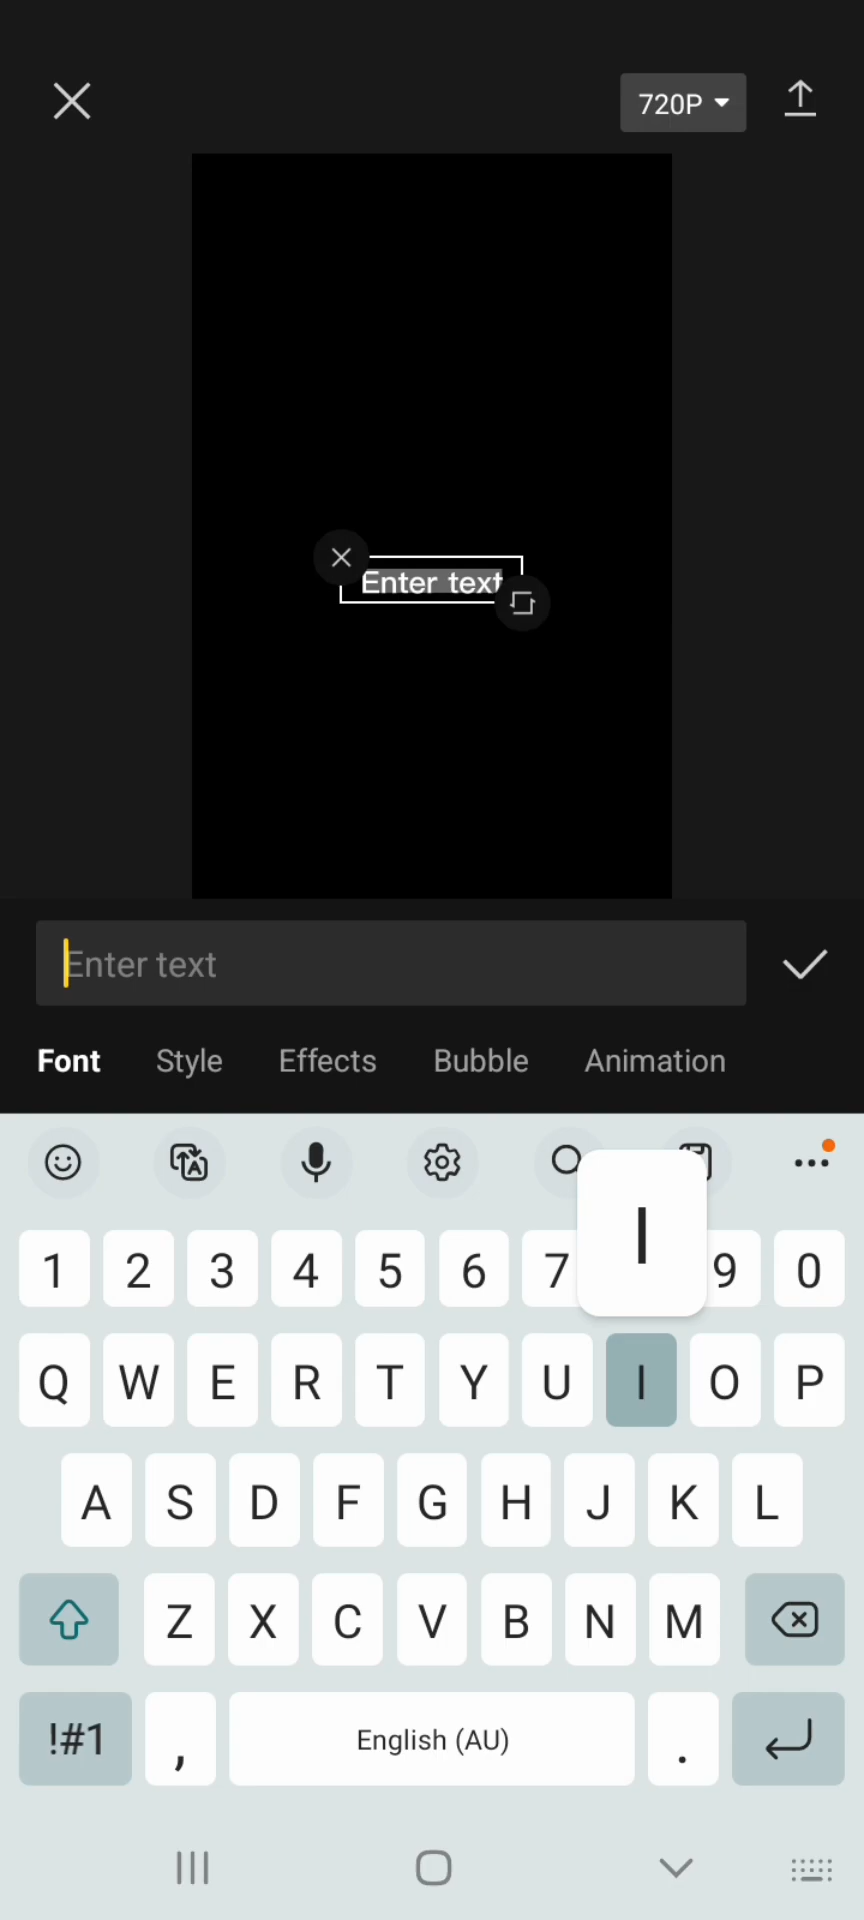 720P
Enter text
Enter text
Font Style Effects Bubble Animation
I
1 2 3 4 5 6 7 9 0
Q W E R T Y U I O P
A S D F G H J K L
Z X C V B N M
!#1 , English (AU) .